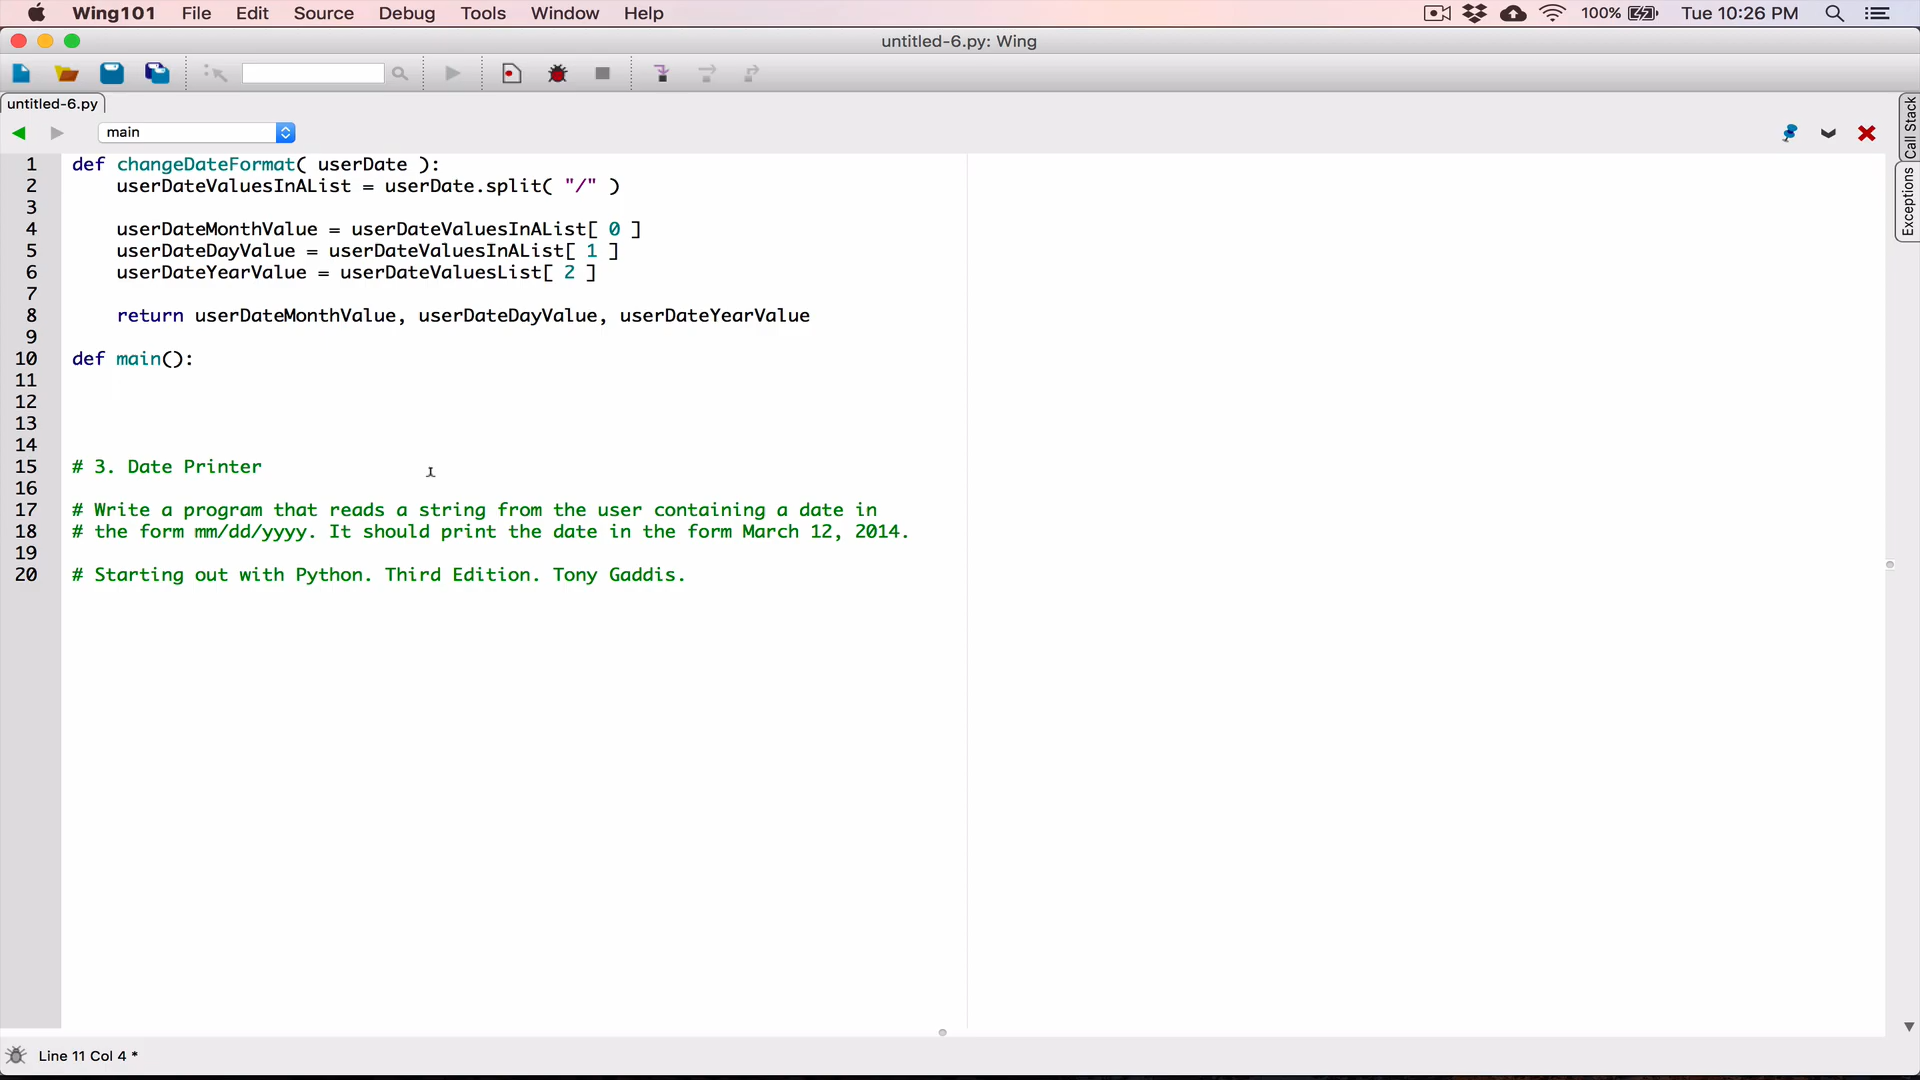 Wing101 File Edit Source Debug Tools Window Help 100% Tue 10:26 PM
untitled-6.py: Wing
untitled-6.py
main
Call Stack
Exceptions
1 def changeDateFormat( userDate ):
2 userDateValuesInAList = userDate.split( "/" )
3
4 userDateMonthValue = userDateValuesInAList[ 0 ]
5 userDateDayValue = userDateValuesInAList[ 1 ]
6 userDateYearValue = userDateValuesList[ 2 ]
7
8 return userDateMonthValue, userDateDayValue, userDateYearValue
9
10 def main():
11
12
13
14
15 # 3. Date Printer
16
17 # Write a program that reads a string from the user containing a date in
18 # the form mm/dd/yyyy. It should print the date in the form March 12, 2014.
19
20 # Starting out with Python. Third Edition. Tony Gaddis.
Line 11 Col 4 *